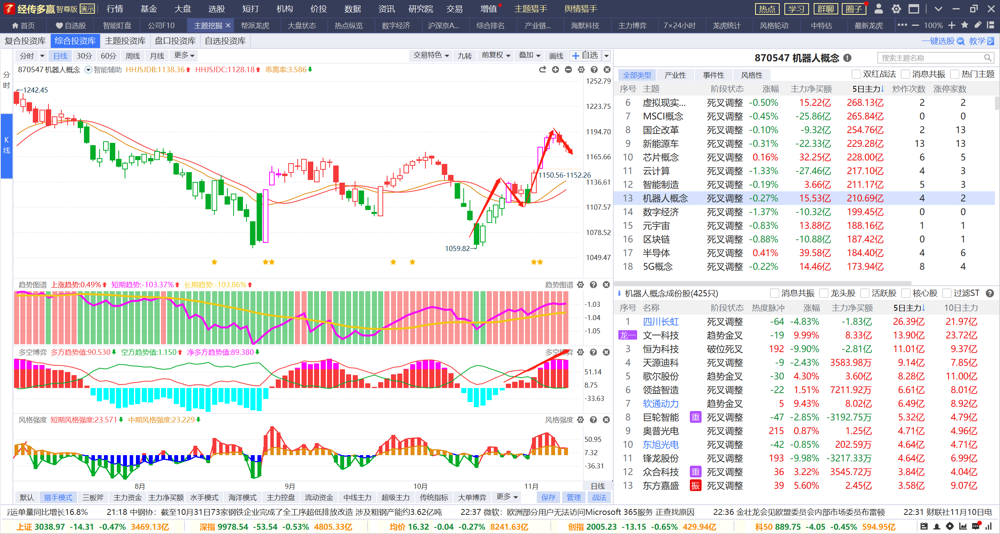 经传多赢 智尊版 演示 行情 基金 大盘 选股 短打 机构 价投 数据 资讯 研究院 交易 增值 主题猎手 舆情猎手 热点 学习 群聊 圈子
首页 自选股 智能盯盘 公司F10 主题挖掘 帮派龙虎 大盘状态 热点纵览 数字经济 沪深京A... 综合排名 产业链... 海默科技 主力博弈 7×24小时 龙虎统计 风格轮动 中特估 最新龙虎 100%
复合投资库 综合投资库 主题投资库 盘口投资库 自选投资库 一键选股 教学
分时 日线 30分 60分 周线 月线 更多 交易特色 九转 前复权 叠加 画线 自选
分时
K线
870547 机器人概念 智能辅助 HHJSJDB:1138.36 HHJSJDC:1128.18 乖离率:3.586
1252.79
←1242.45
1223.75
1194.70
1165.66
1150.56-1152.26
1136.61
1107.57
1078.52
1059.82→
1049.47
趋势图谱 上涨趋势:0.49% 短期趋势:-103.37% 长期趋势:-103.86% 趋势图谱
-1.03
-1.04
-1.05
多空博弈 多方趋势值:90.530 空方趋势值:1.150 净多方趋势值:89.380 多空博弈
51.14
8.75
-33.63
风格强度 短期风格强度:23.571 中期风格强度:23.229 风格强度
50.95
7.32
-36.31
8月 9月 10月 11月 日线
默认 猎手模式 三板斧 主力资金 主力净买额 水手模式 海洋模式 主力控盘 流动资金 中线主力 超级主力 传统指标 大单博弈 更多 保存 管理 战法
870547 机器人概念 搜索主题名称
全部类型 产业性 事件性 风格性 双红战法 消息共振 热门主题
序号 主题 阶段状态 涨幅 主力净买额 5日主力↓ 炒作次数 涨停家数
6 虚拟现实... 死叉调整 -0.50% 15.22亿 268.13亿 2 2
7 MSCI概念 死叉调整 -0.45% -25.86亿 265.84亿 0 0
8 国企改革 死叉调整 -0.10% -9.32亿 254.76亿 2 13
9 新能源车 死叉调整 -0.31% -22.33亿 229.28亿 13 13
10 芯片概念 死叉调整 0.16% 32.25亿 228.00亿 6 5
11 云计算 死叉调整 -1.33% -27.46亿 217.10亿 4 3
12 智能制造 死叉调整 -0.19% 3.66亿 211.17亿 5 3
13 机器人概念 死叉调整 -0.27% 15.53亿 210.69亿 4 2
14 数字经济 死叉调整 -1.37% -10.32亿 199.45亿 0 0
15 元宇宙 死叉调整 -0.83% 13.88亿 188.16亿 1 1
16 区块链 死叉调整 -0.88% -10.88亿 187.42亿 0 1
17 半导体 死叉调整 0.41% 39.58亿 184.40亿 4 6
18 5G概念 死叉调整 -0.22% 14.46亿 173.94亿 8 4
机器人概念成份股(425只) 消息共振 龙头股 活跃股 核心股 过滤ST
序号 名称 阶段状态 热度脉冲 涨幅 主力净买额 5日主力↓ 10日主力
1 四川长虹 死叉调整 -64 -4.83% -1.83亿 26.39亿 21.97亿
龙一 文一科技 趋势金叉 -19 9.99% 8.33亿 13.90亿 23.72亿
3 恒为科技 破位死叉 192 -9.90% -2.81亿 11.01亿 9.37亿
4 天源迪科 死叉调整 -9 -2.43% 3583.98万 9.14亿 7.85亿
5 歌尔股份 趋势金叉 -30 4.30% 3.60亿 8.28亿 11.00亿
6 领益智造 死叉调整 -22 1.51% 7211.92万 6.61亿 8.01亿
7 软通动力 趋势金叉 5 9.43% 8.02亿 6.49亿 8.92亿
8 巨轮智能 重 死叉调整 -47 -2.85% -3192.75万 5.32亿 4.79亿
9 奥普光电 死叉调整 215 0.87% 1.25亿 4.71亿 4.96亿
10 东旭光电 死叉调整 -42 -0.85% 202.59万 4.64亿 4.71亿
11 锋龙股份 死叉调整 193 -9.98% -3217.33万 4.64亿 6.99亿
12 众合科技 重 死叉调整 36 3.22% 3545.72万 3.84亿 4.04亿
13 东方嘉盛 振 死叉调整 39 5.60% 2.45亿 3.58亿 9.07亿
运单量同比增长16.8% 21:18 中钢协：截至10月31日73家钢铁企业完成了全工序超低排放改造 涉及粗钢产能约3.62亿吨 22:37 微软：欧洲部分用户无法访问Microsoft 365服务 正查找原因 22:36 金壮龙会见欧盟委员会内部市场委员布雷顿 22:31 财联社11月10日电
上证 3038.97 -14.31 -0.47% 3469.13亿 深指 9978.54 -53.54 -0.53% 4805.33亿 均价 16.32 -0.04 -0.27% 8241.63亿 创指 2005.23 -13.15 -0.65% 429.94亿 科50 889.75 -4.05 -0.45% 594.95亿